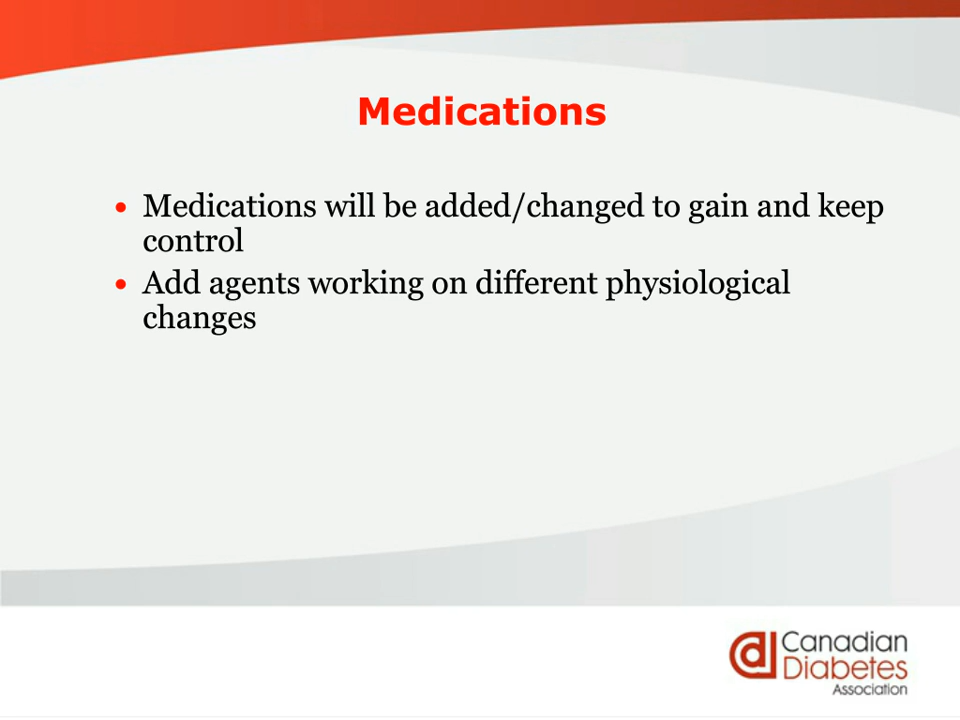 Medications
• Medications will be added/changed to gain and keep
control
• Add agents working on different physiological
changes
Canadian
Diabetes
Association